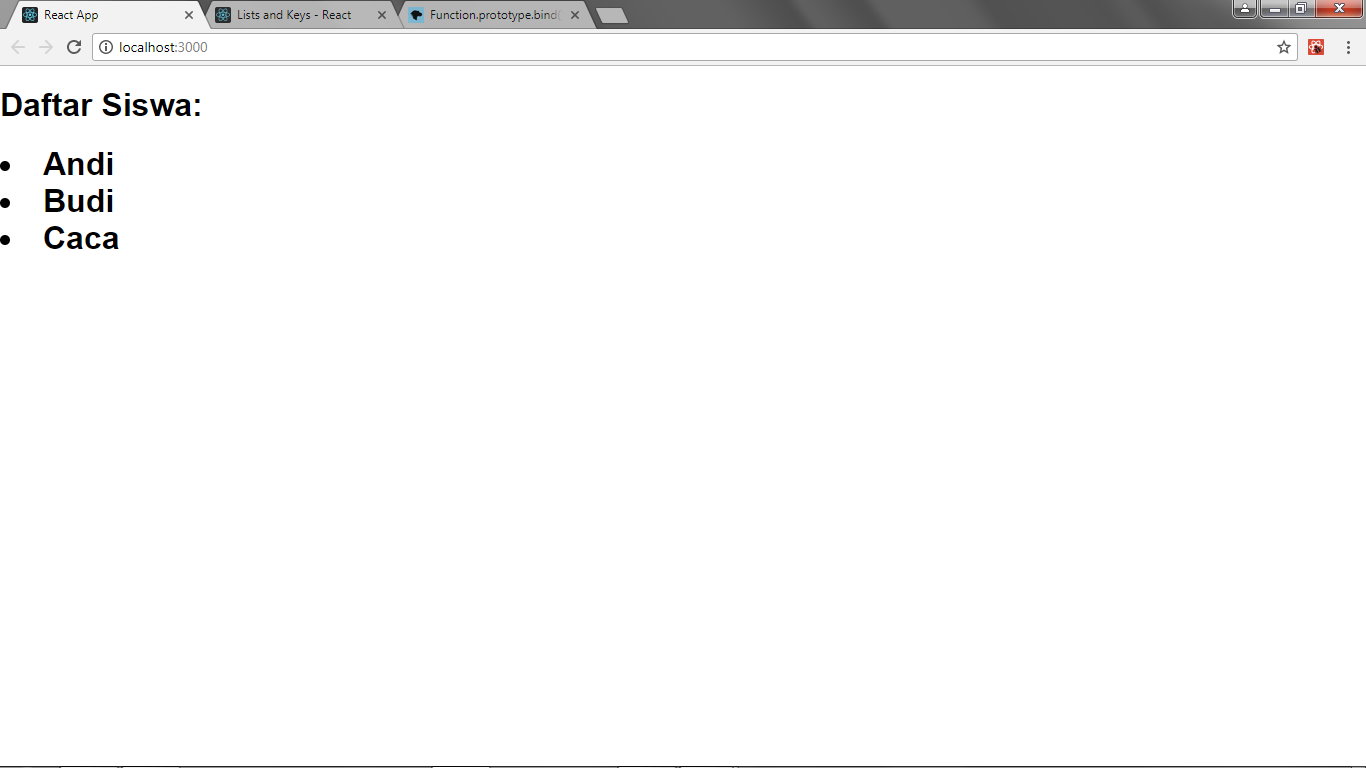 React App
Lists and Keys - React
Function.prototype.bind(
localhost:3000
Daftar Siswa:
Andi
Budi
Caca